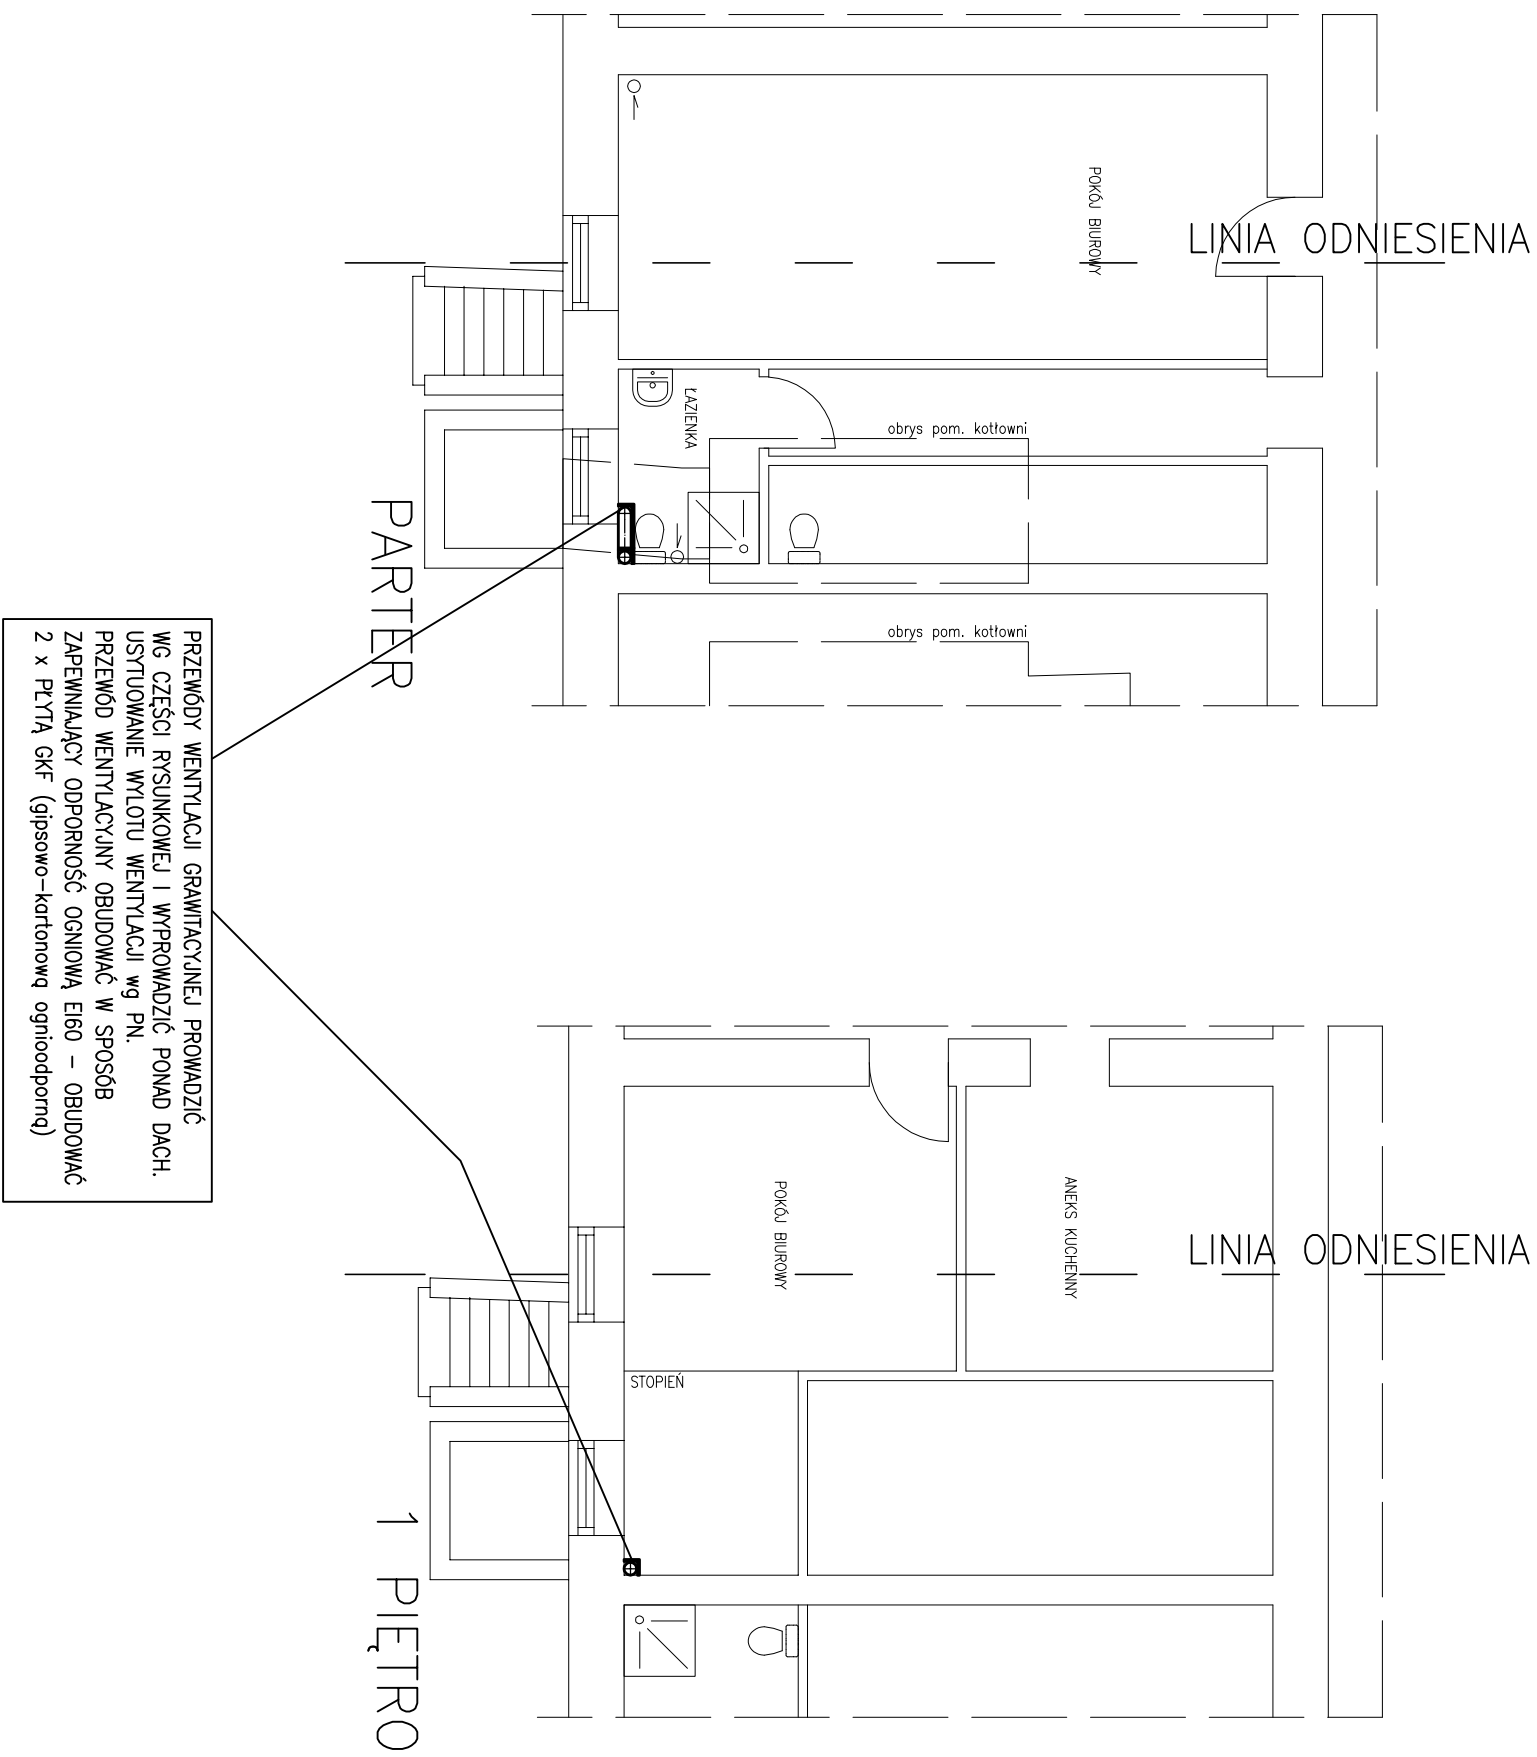 LINIA ODNIESIENIA
POKÓJ BIUROWY
ŁAZIENKA
obrys pom. kotłowni
obrys pom. kotłowni
PARTER
PRZEWÓDY WENTYLACJI GRAWITACYJNEJ PROWADZIĆ
WG CZĘŚCI RYSUNKOWEJ I WYPROWADZIĆ PONAD DACH.
USYTUOWANIE WYLOTU WENTYLACJI wg PN.
PRZEWÓD WENTYLACYJNY OBUDOWAĆ W SPOSÓB
ZAPEWNIAJĄCY ODPORNOŚĆ OGNIOWĄ EI60 - OBUDOWAĆ
2 x PŁYTĄ GKF (gipsowo-kartonową ognioodporną)
LINIA ODNIESIENIA
ANEKS KUCHENNY
POKÓJ BIUROWY
STOPIEŃ
1 PIĘTRO